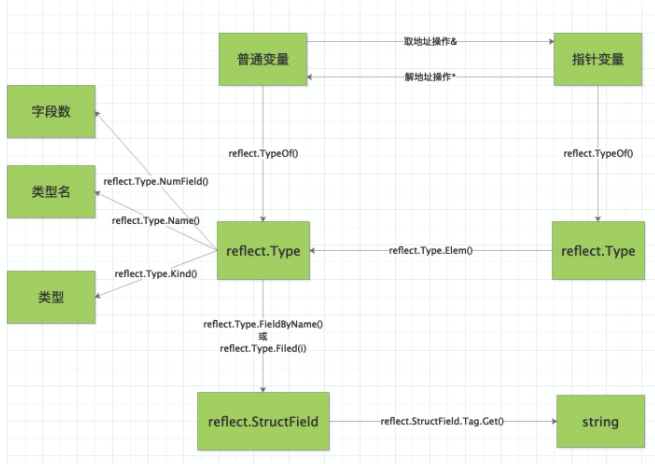 取地址操作&
普通变量
指针变量
解地址操作*
字段数
reflect.TypeOf()
reflect.TypeOf()
reflect.Type.NumField()
类型名
reflect.Type.Name()
reflect.Type
reflect.Type.Elem()
reflect.Type
reflect.Type.Kind()
类型
reflect.Type.FieldByName()
或
reflect.Type.Filed(i)
reflect.StructField
reflect.StructField.Tag.Get()
string